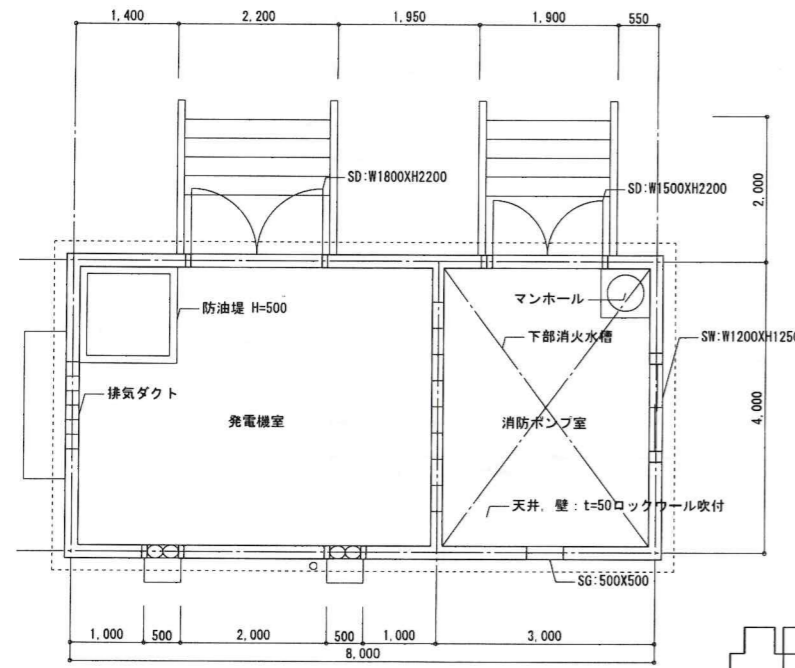 1,400
2,200
1,950
1,900
550
SD:W1800XH2200
SD:W1500XH2200
2,000
防油堤 H=500
マンホール
下部消火水槽
SW:W1200XH1250
排気ダクト
発電機室
消防ポンプ室
4,000
天井,壁:t=50ロックウール吹付
SG:500X500
1,000
500
2,000
500
1,000
3,000
8,000